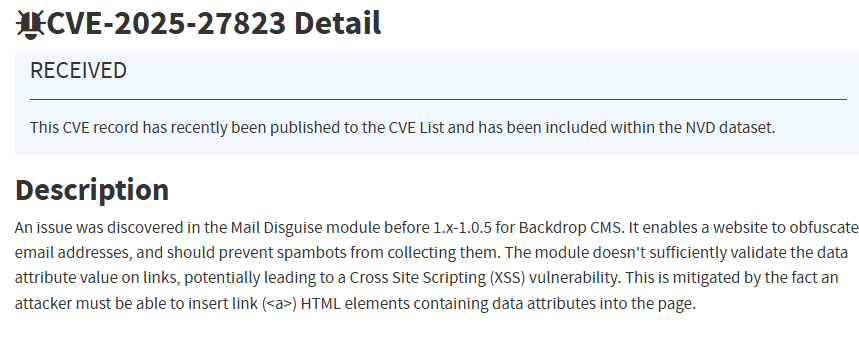 CVE-2025-27823 Detail
RECEIVED
This CVE record has recently been published to the CVE List and has been included within the NVD dataset.
Description
An issue was discovered in the Mail Disguise module before 1.x-1.0.5 for Backdrop CMS. It enables a website to obfuscate
email addresses, and should prevent spambots from collecting them. The module doesn't sufficiently validate the data
attribute value on links, potentially leading to a Cross Site Scripting (XSS) vulnerability. This is mitigated by the fact an
attacker must be able to insert link (<a>) HTML elements containing data attributes into the page.